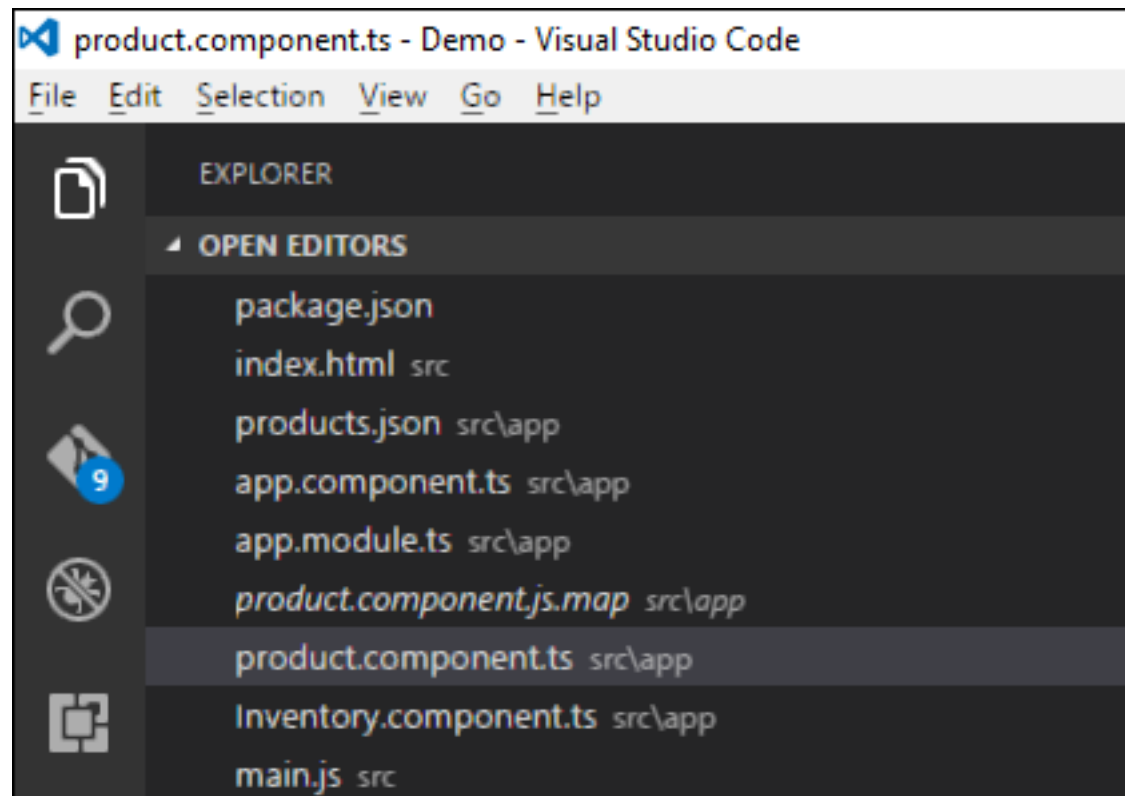 product.component.ts - Demo - Visual Studio Code
File Edit Selection View Go Help
EXPLORER
OPEN EDITORS
package.json
index.html src
products.json src\app
9
app.component.ts src\app
app.module.ts src\app
product.component.js.map src\app
product.component.ts src\app
Inventory.component.ts src\app
main.js src